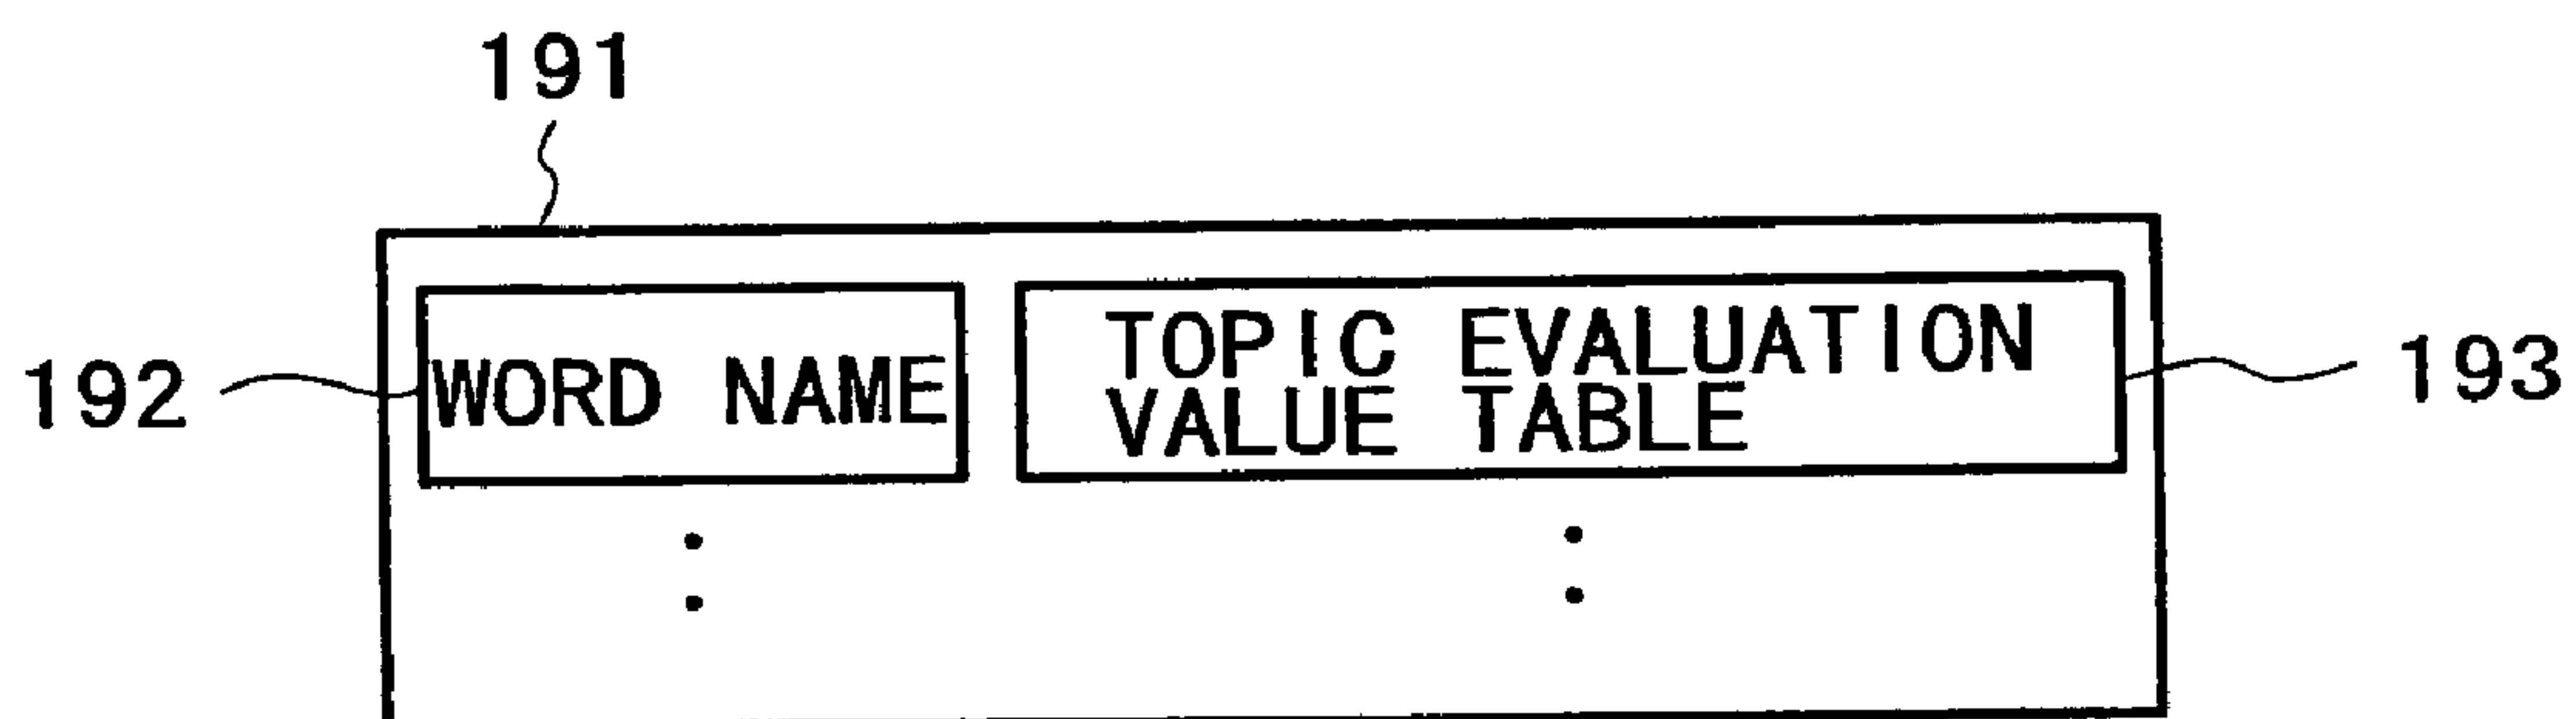 191
192
WORD NAME
TOPIC EVALUATION
VALUE TABLE
193